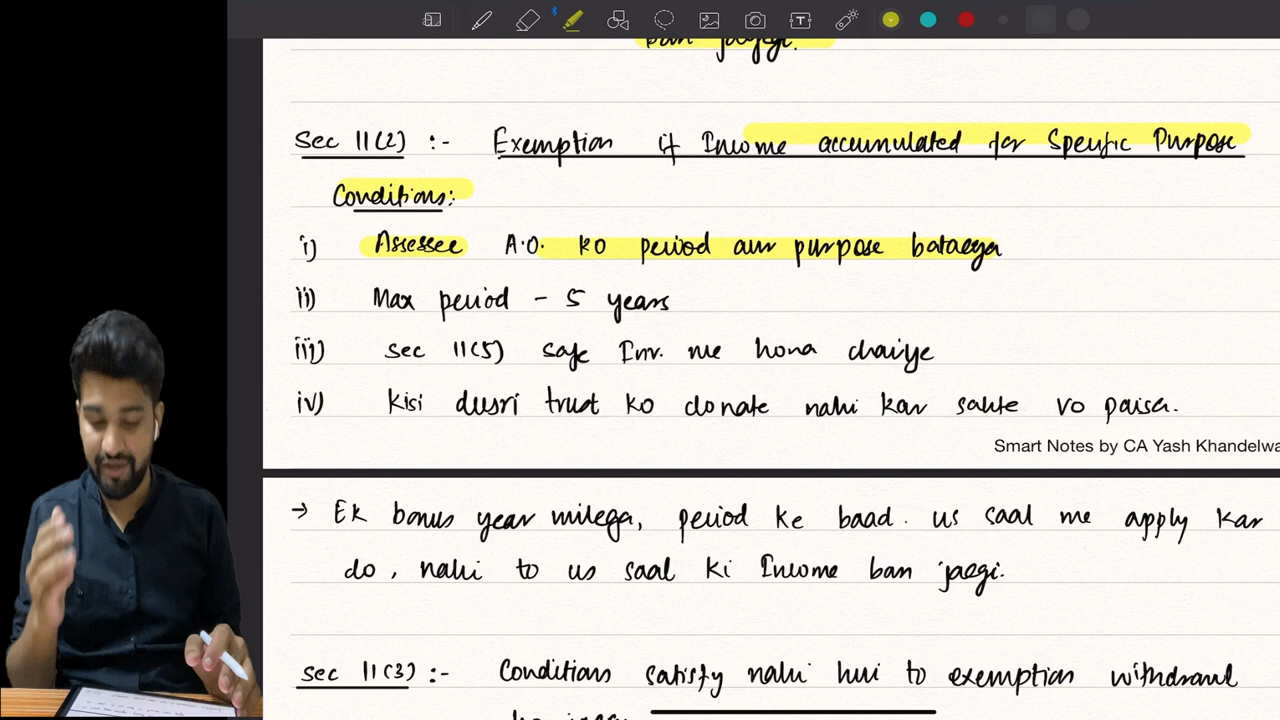 ban jaegi.
Sec 11(2) :- Exemption if Income accumulated for Specific Purpose
Conditions:
i) Assessee A.O. ko period aur purpose bataega
ii) Max period - 5 years
iii) sec 11(5) safe Inv. me hona chaiye
iv) kisi dusri trust ko donate nahi kar sakte vo paisa.
Smart Notes by CA Yash Khandelwa
→ Ek bonus year milega, period ke baad. us saal me apply kar
do, nahi to us saal ki Income ban jaegi.
sec 11(3) :- Conditions satisfy nahi hui to exemption withdrawl